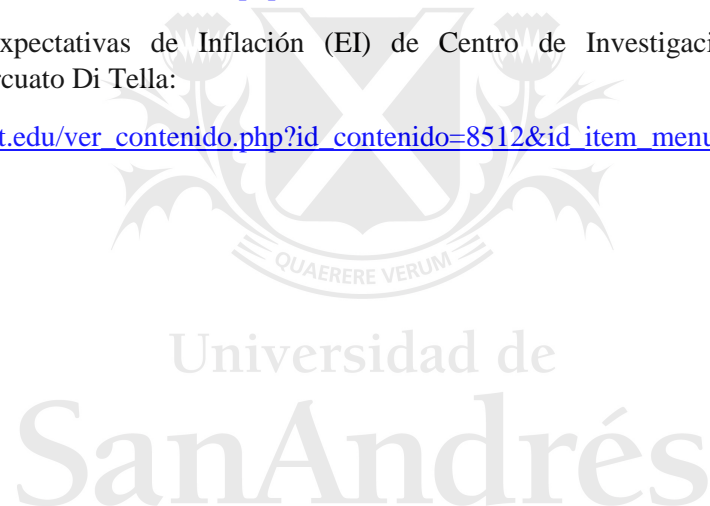 xpectativas de Inflación (EI) de Centro de Investigaci
rcuato Di Tella:
t.edu/ver_contenido.php?id_contenido=8512&id_item_menu
QUAERERE VERUM
Universidad de
SanAndrés